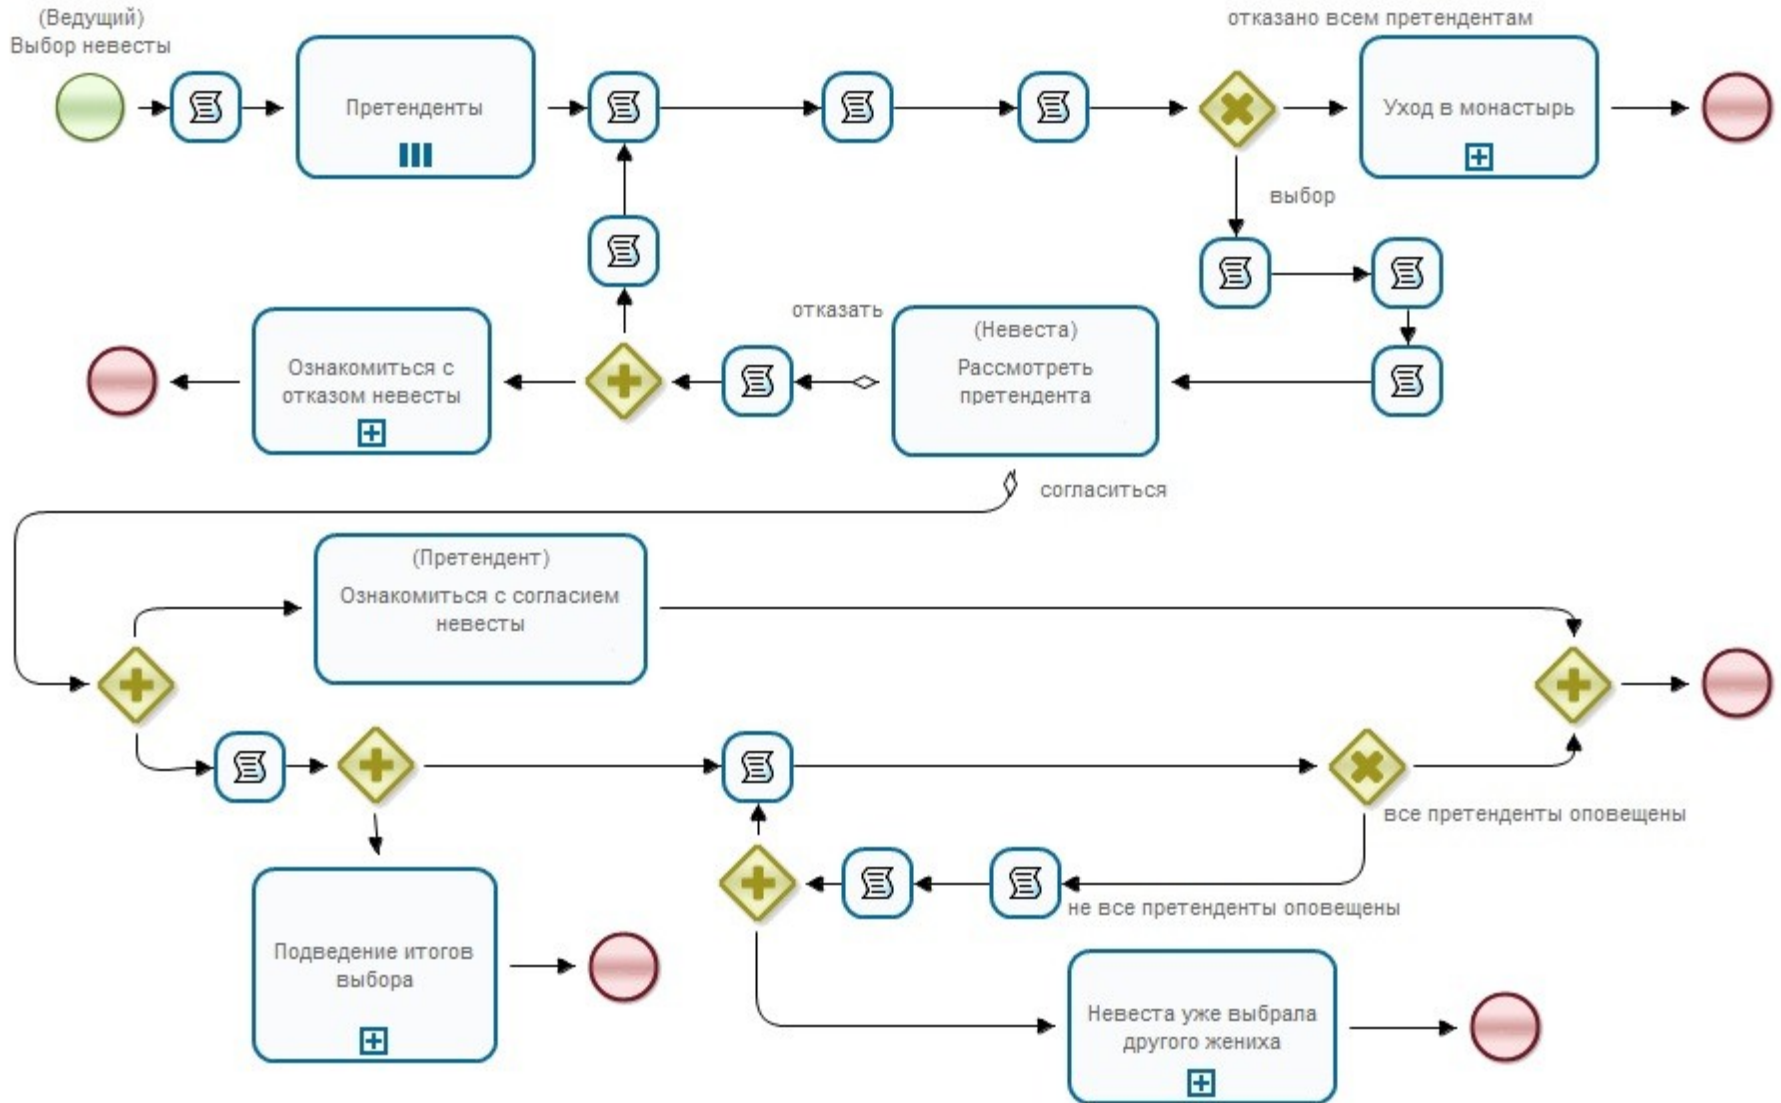 (Ведущий)
Выбор невесты
отказано всем претендентам
Претенденты
Уход в монастырь
выбор
отказать
(Невеста)
Рассмотреть
претендента
Ознакомиться с
отказом невесты
согласиться
(Претендент)
Ознакомиться с согласием
невесты
все претенденты оповещены
не все претенденты оповещены
Подведение итогов
выбора
Невеста уже выбрала
другого жениха